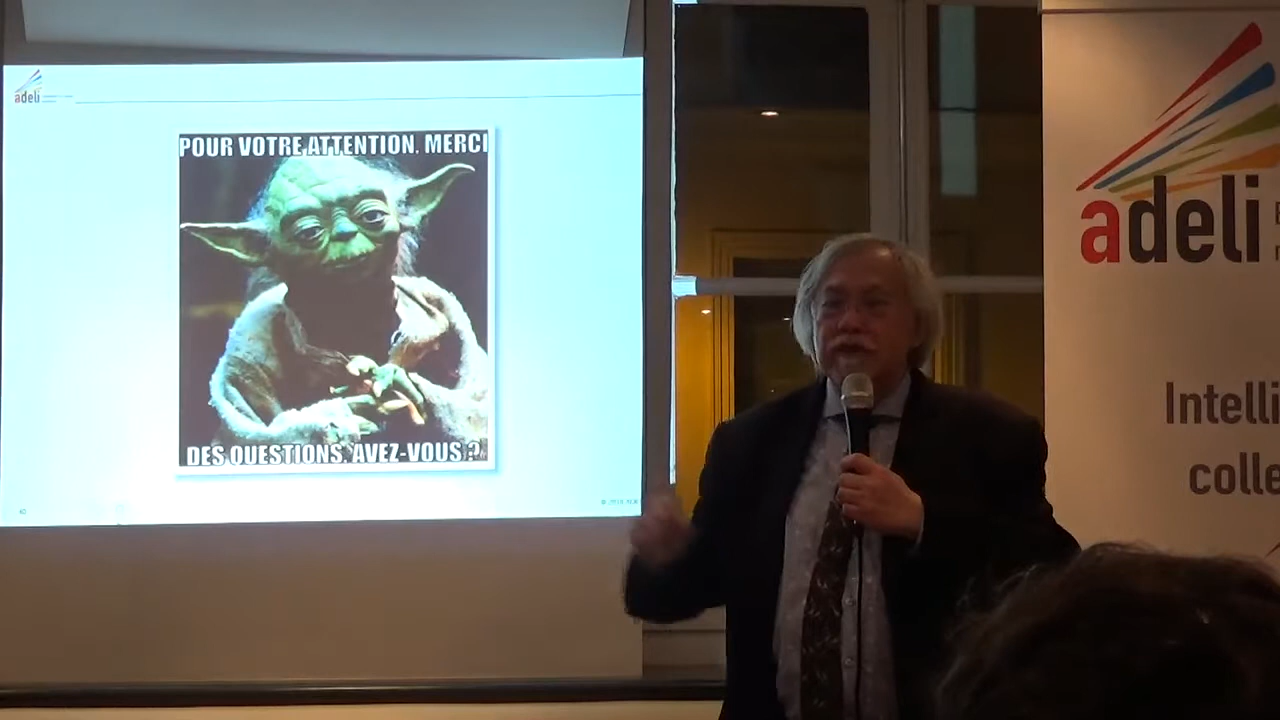 adeli
POUR VOTRE ATTENTION. MERCI
DES QUESTIONS. AVEZ-VOUS ?
adeli
Intelli
colle